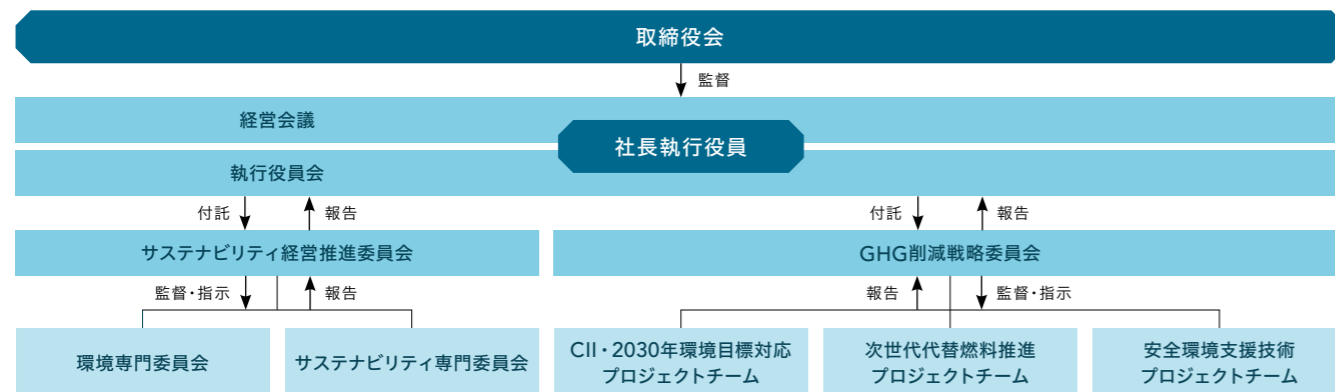 取締役会
監督
経営会議
社長執行役員
執行役員会
付託
報告
付託
報告
サステナビリティ経営推進委員会
GHG削減戦略委員会
監督・指示
報告
報告
監督・指示
環境専門委員会
サステナビリティ専門委員会
CII・2030年環境目標対応
プロジェクトチーム
次世代代替燃料推進
プロジェクトチーム
安全環境支援技術
プロジェクトチーム